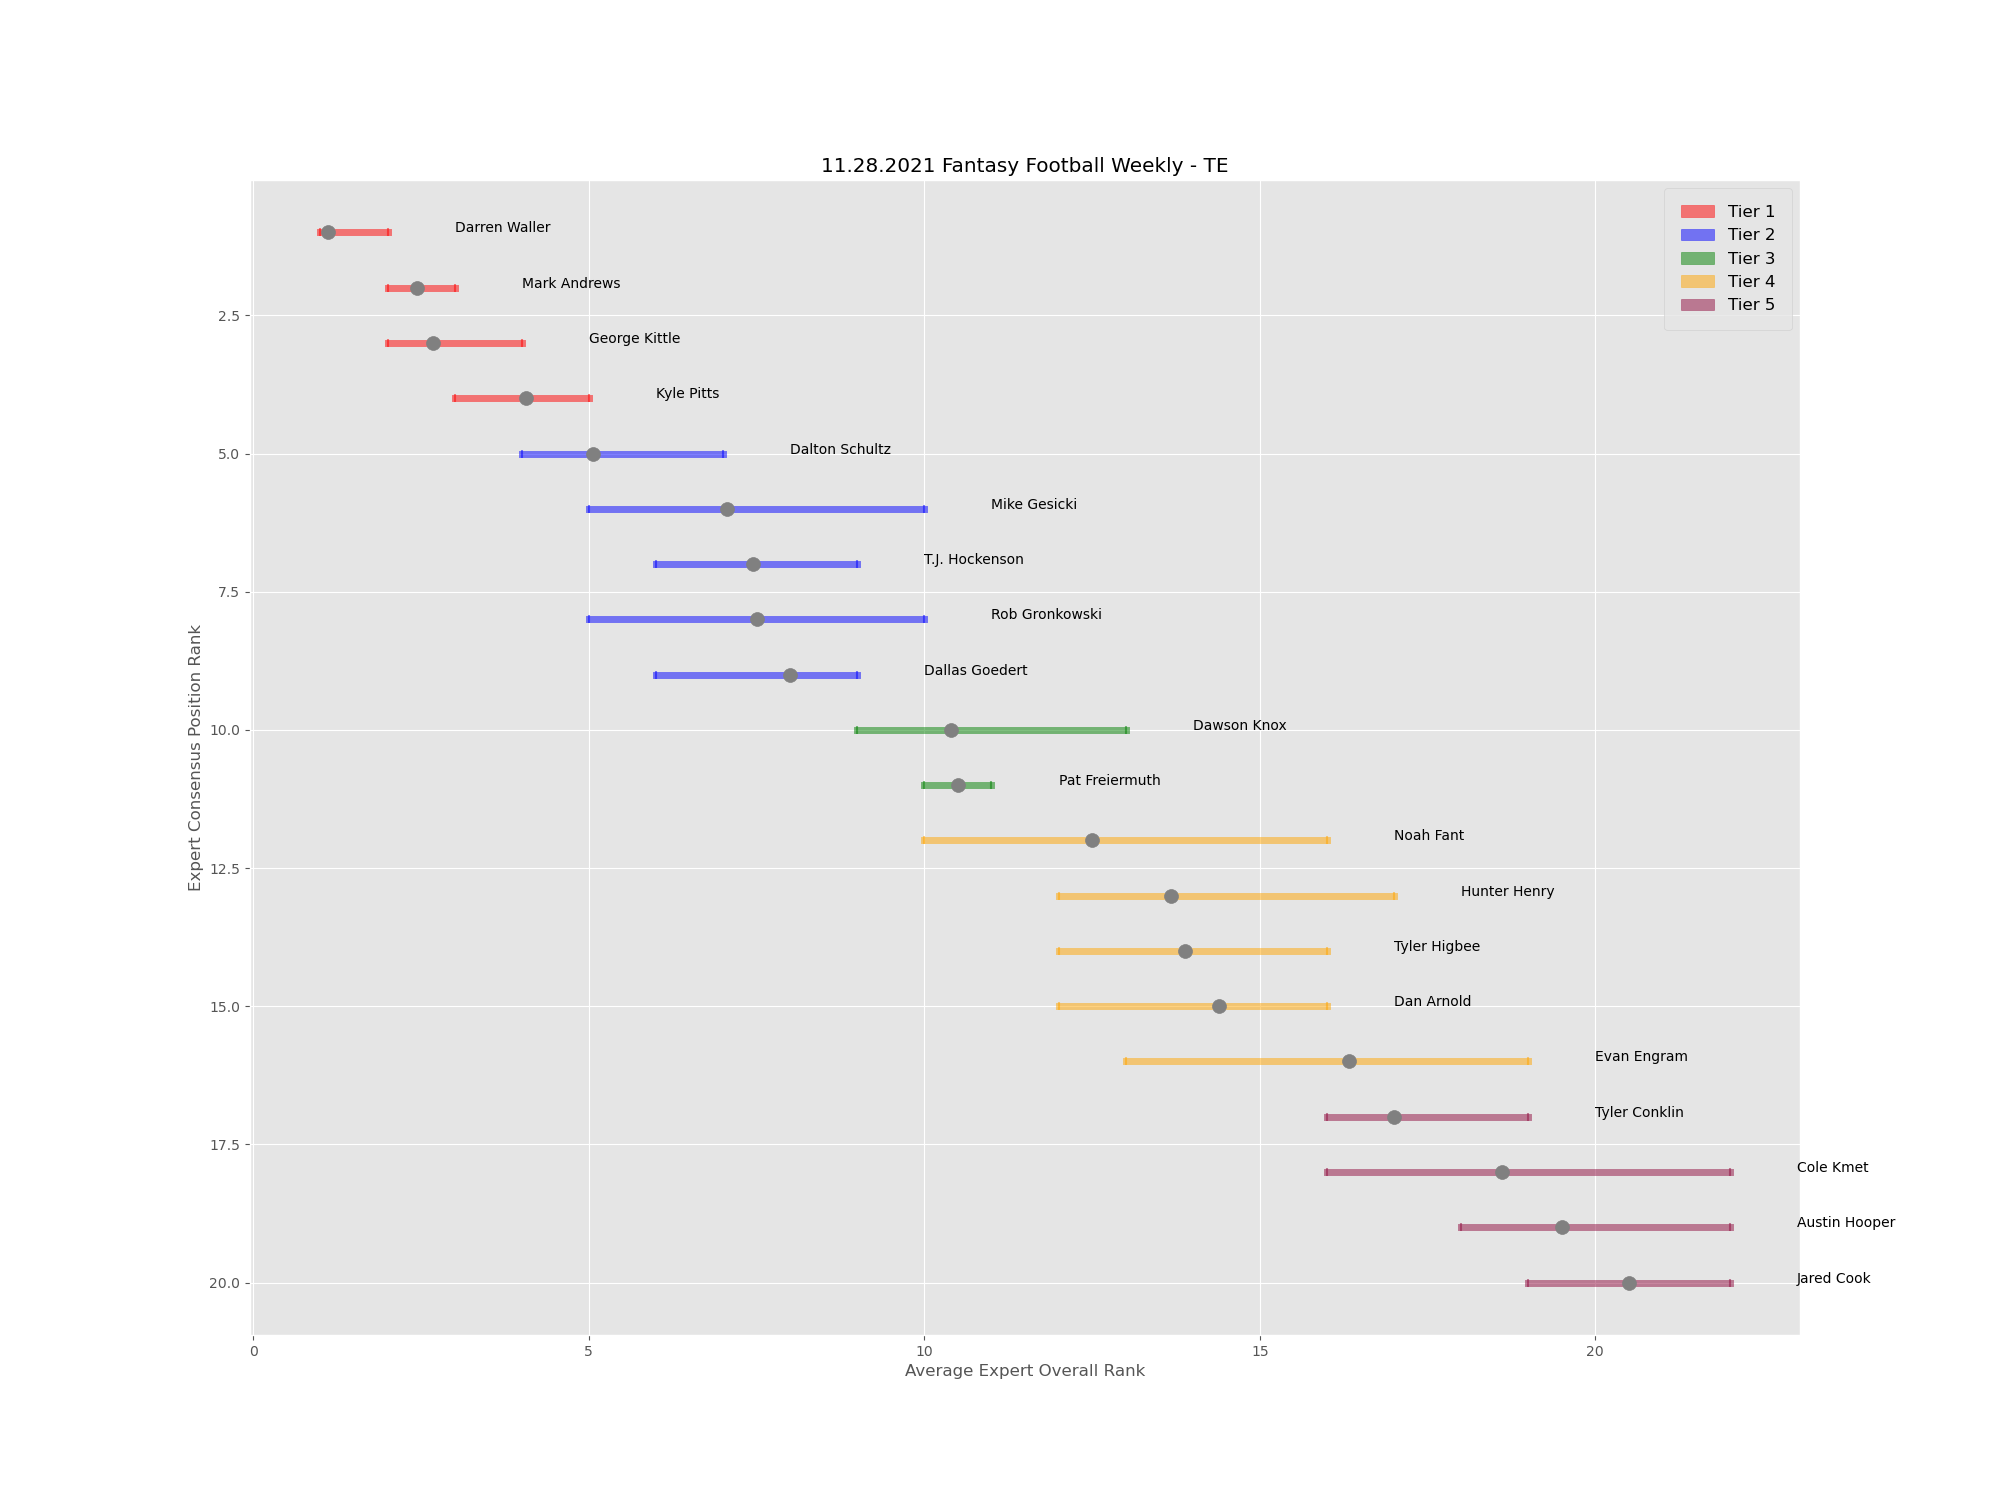 11.28.2021 Fantasy Football Weekly - TE
Tier 1
Tier 2
Tier 3
Tier 4
Tier 5
Darren Waller
Mark Andrews
2.5
George Kittle
Kyle Pitts
5.0
Dalton Schultz
Mike Gesicki
T.J. Hockenson
7.5
Rob Gronkowski
Dallas Goedert
10.0
Dawson Knox
Pat Freiermuth
Noah Fant
12.5
Hunter Henry
Tyler Higbee
15.0
Dan Arnold
Evan Engram
Tyler Conklin
17.5
Cole Kmet
Austin Hooper
20.0
Jared Cook
Expert Consensus Position Rank
0 5 10 15 20
Average Expert Overall Rank